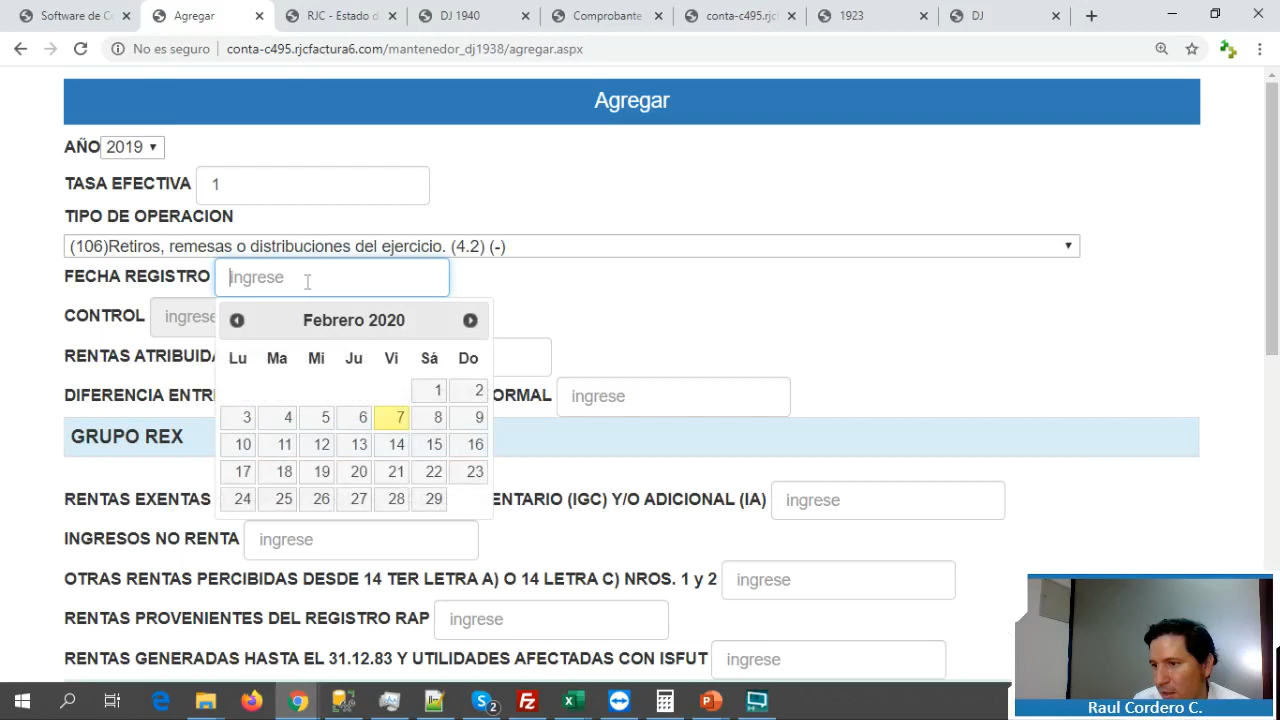 Software de Co
Agregar
RJC - Estado d
DJ 1940
Comprobante
conta-c495.rjc
1923
DJ
No es seguro
conta-c495.rjcfactura6.com/mantenedor_dj1938/agregar.aspx
Agregar
AÑO 2019
TASA EFECTIVA 1
TIPO DE OPERACION
(106)Retiros, remesas o distribuciones del ejercicio. (4.2) (-)
FECHA REGISTRO ingrese
CONTROL ingrese
Febrero 2020
RENTAS ATRIBUIDA
Lu Ma Mi Ju Vi Sá Do
1 2
DIFERENCIA ENTR ORMAL ingrese
3 4 5 6 7 8 9
GRUPO REX
10 11 12 13 14 15 16
17 18 19 20 21 22 23
24 25 26 27 28 29
RENTAS EXENTAS ENTARIO (IGC) Y/O ADICIONAL (IA) ingrese
INGRESOS NO RENTA ingrese
OTRAS RENTAS PERCIBIDAS DESDE 14 TER LETRA A) O 14 LETRA C) NROS. 1 y 2 ingrese
RENTAS PROVENIENTES DEL REGISTRO RAP ingrese
RENTAS GENERADAS HASTA EL 31.12.83 Y UTILIDADES AFECTADAS CON ISFUT ingrese
2
Raul Cordero C.